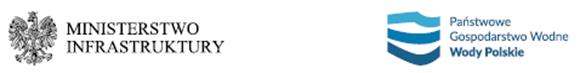 MINISTERSTWO
INFRASTRUKTURY
Państwowe
Gospodarstwo Wodne
Wody Polskie